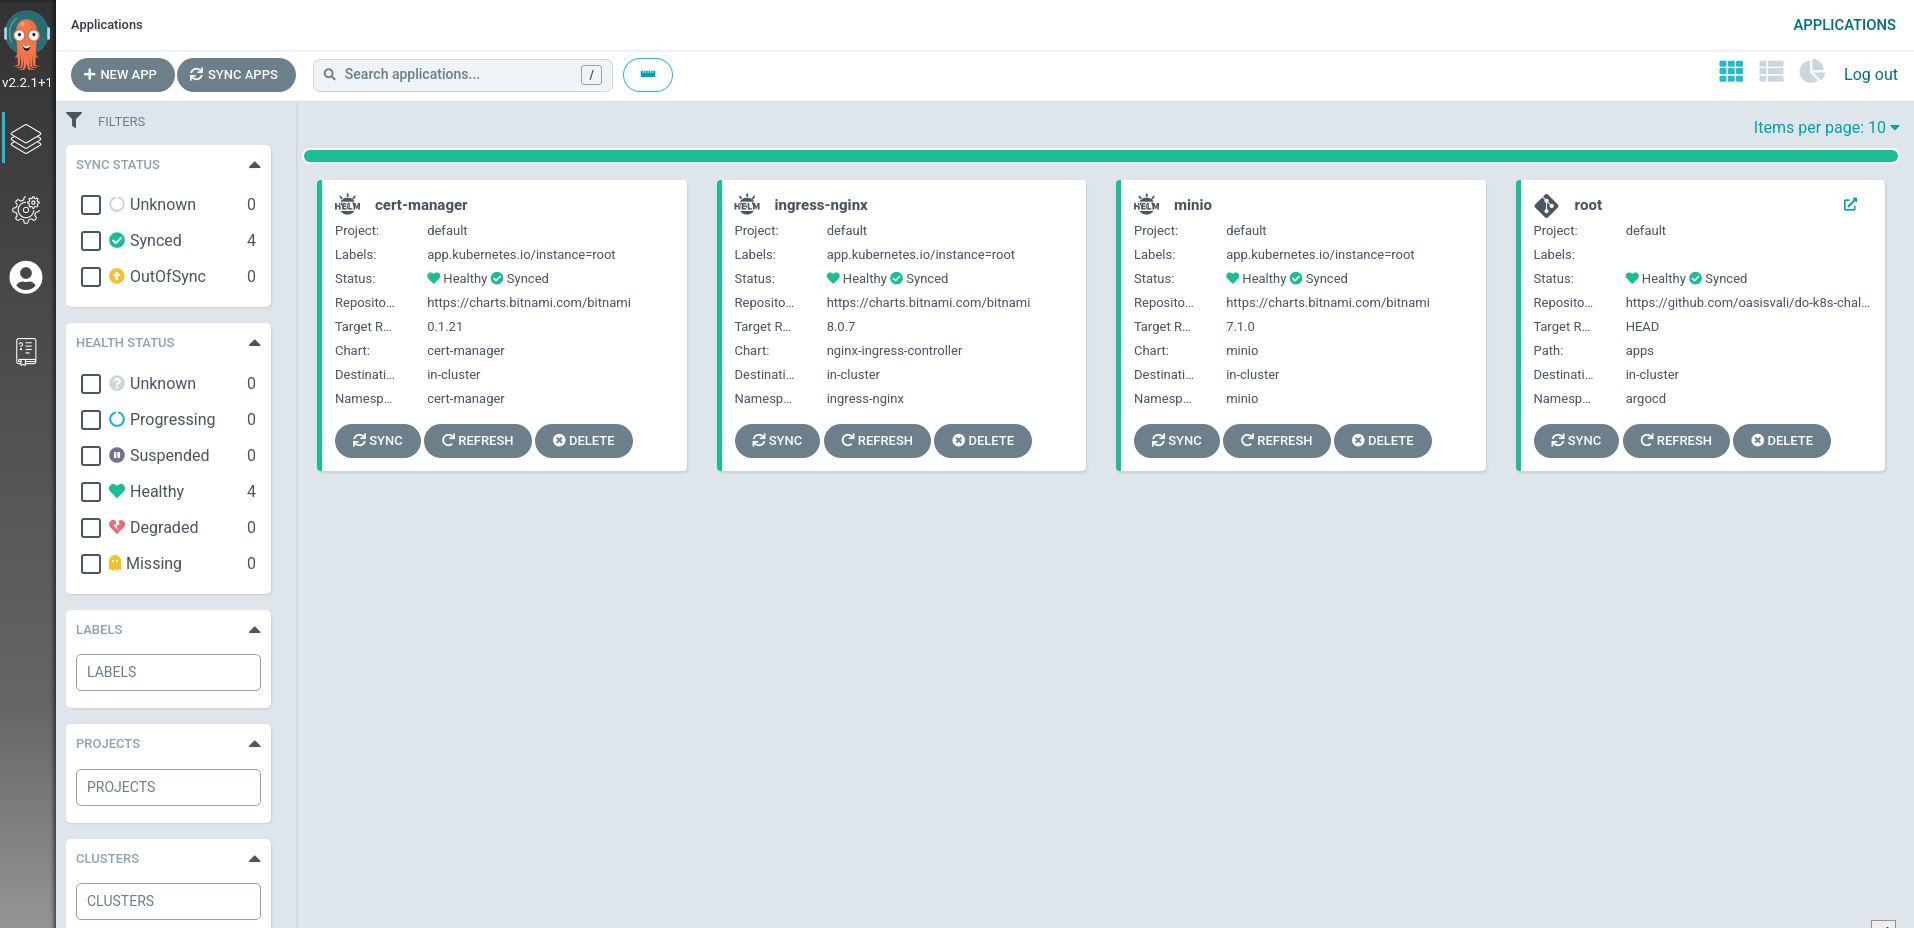 Applications
APPLICATIONS
v2.2.1+1
NEW APP
SYNC APPS
Search applications...
/
Log out
FILTERS
SYNC STATUS
Unknown 0
Synced 4
OutOfSync 0
HEALTH STATUS
Unknown 0
Progressing 0
Suspended 0
Healthy 4
Degraded 0
Missing 0
LABELS
LABELS
PROJECTS
PROJECTS
CLUSTERS
CLUSTERS
Items per page: 10
HELM cert-manager
Project: default
Labels: app.kubernetes.io/instance=root
Status: Healthy Synced
Reposito... https://charts.bitnami.com/bitnami
Target R... 0.1.21
Chart: cert-manager
Destinati... in-cluster
Namesp... cert-manager
SYNC REFRESH DELETE
HELM ingress-nginx
Project: default
Labels: app.kubernetes.io/instance=root
Status: Healthy Synced
Reposito... https://charts.bitnami.com/bitnami
Target R... 8.0.7
Chart: nginx-ingress-controller
Destinati... in-cluster
Namesp... ingress-nginx
SYNC REFRESH DELETE
HELM minio
Project: default
Labels: app.kubernetes.io/instance=root
Status: Healthy Synced
Reposito... https://charts.bitnami.com/bitnami
Target R... 7.1.0
Chart: minio
Destinati... in-cluster
Namesp... minio
SYNC REFRESH DELETE
root
Project: default
Labels:
Status: Healthy Synced
Reposito... https://github.com/oasisvali/do-k8s-chal...
Target R... HEAD
Path: apps
Destinati... in-cluster
Namesp... argocd
SYNC REFRESH DELETE